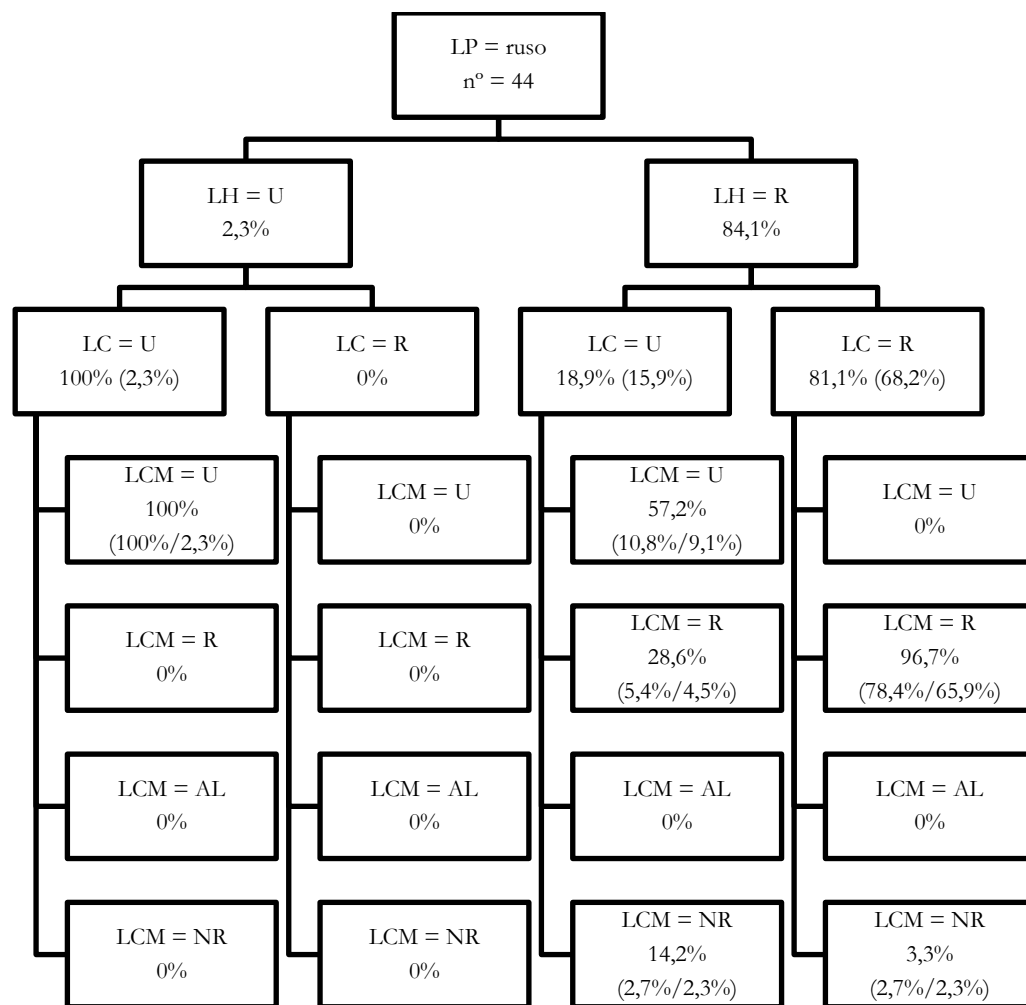 LP = ruso
nº = 44
LH = U
2,3%
LH = R
84,1%
LC = U
100% (2,3%)
LC = R
0%
LC = U
18,9% (15,9%)
LC = R
81,1% (68,2%)
LCM = U
100%
(100%/2,3%)
LCM = U
0%
LCM = U
57,2%
(10,8%/9,1%)
LCM = U
0%
LCM = R
0%
LCM = R
0%
LCM = R
28,6%
(5,4%/4,5%)
LCM = R
96,7%
(78,4%/65,9%)
LCM = AL
0%
LCM = AL
0%
LCM = AL
0%
LCM = AL
0%
LCM = NR
0%
LCM = NR
0%
LCM = NR
14,2%
(2,7%/2,3%)
LCM = NR
3,3%
(2,7%/2,3%)